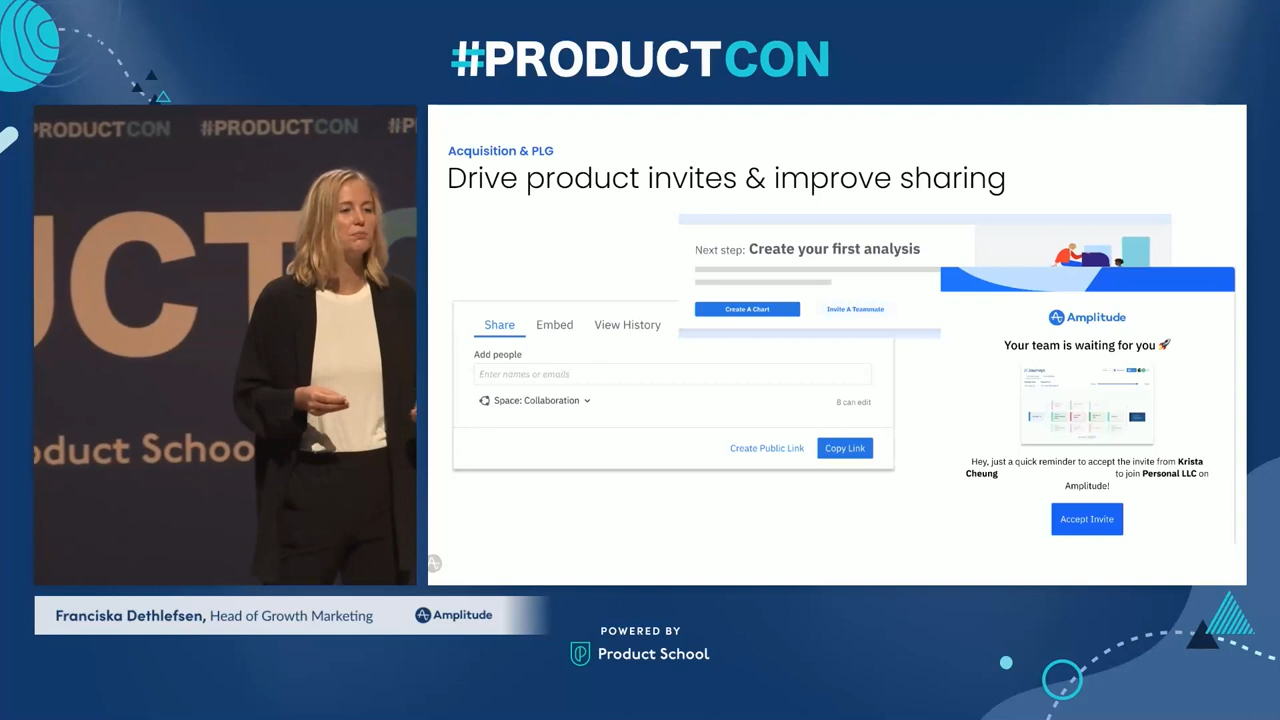 #PRODUCTCON
PRODUCTCON #PRODUCTCON #P
UCT
oduct Schoo
Acquisition & PLG
Drive product invites & improve sharing
Next step: Create your first analysis
Create A Chart Invite A Teammate
Share Embed View History
Add people
Enter names or emails
Space: Collaboration
8 can edit
Create Public Link Copy Link
Amplitude
Your team is waiting for you 🚀
Journeys
Hey, just a quick reminder to accept the invite from Krista
Cheung to join Personal LLC on
Amplitude!
Accept Invite
Franciska Dethlefsen, Head of Growth Marketing Amplitude
POWERED BY
Product School